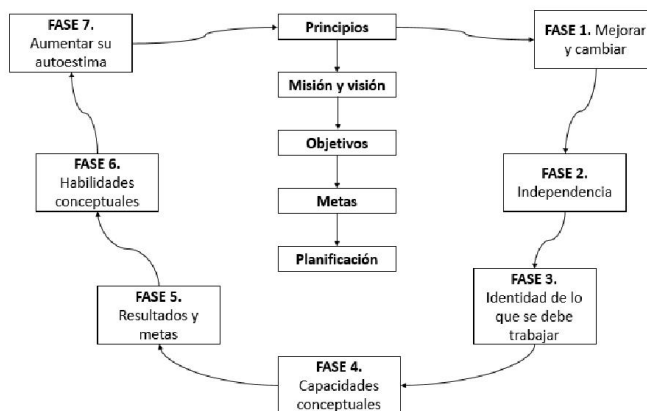 FASE 7.
Aumentar su
autoestima
Principios
FASE 1. Mejorar
y cambiar
Misión y visión
Objetivos
FASE 6.
Habilidades
conceptuales
FASE 2.
Independencia
Metas
Planificación
FASE 5.
Resultados y
metas
FASE 3.
Identidad de lo
que se debe
trabajar
FASE 4.
Capacidades
conceptuales